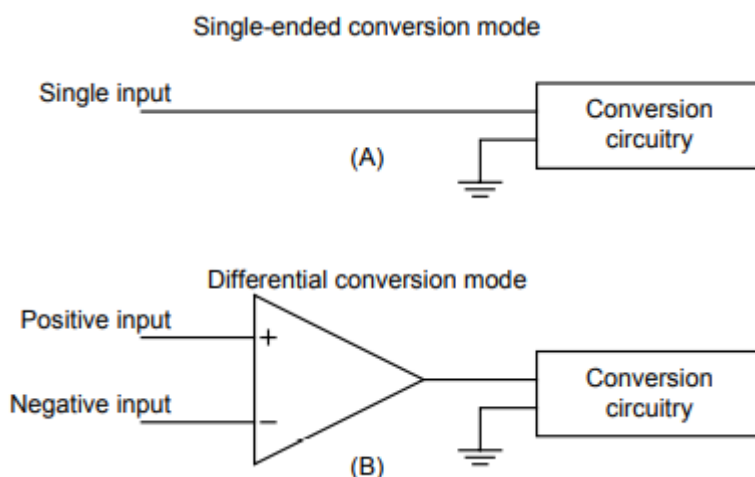 Single-ended conversion mode
Single input
Conversion
circuitry
(A)
Differential conversion mode
Positive input
+
Negative input
−
Conversion
circuitry
(B)